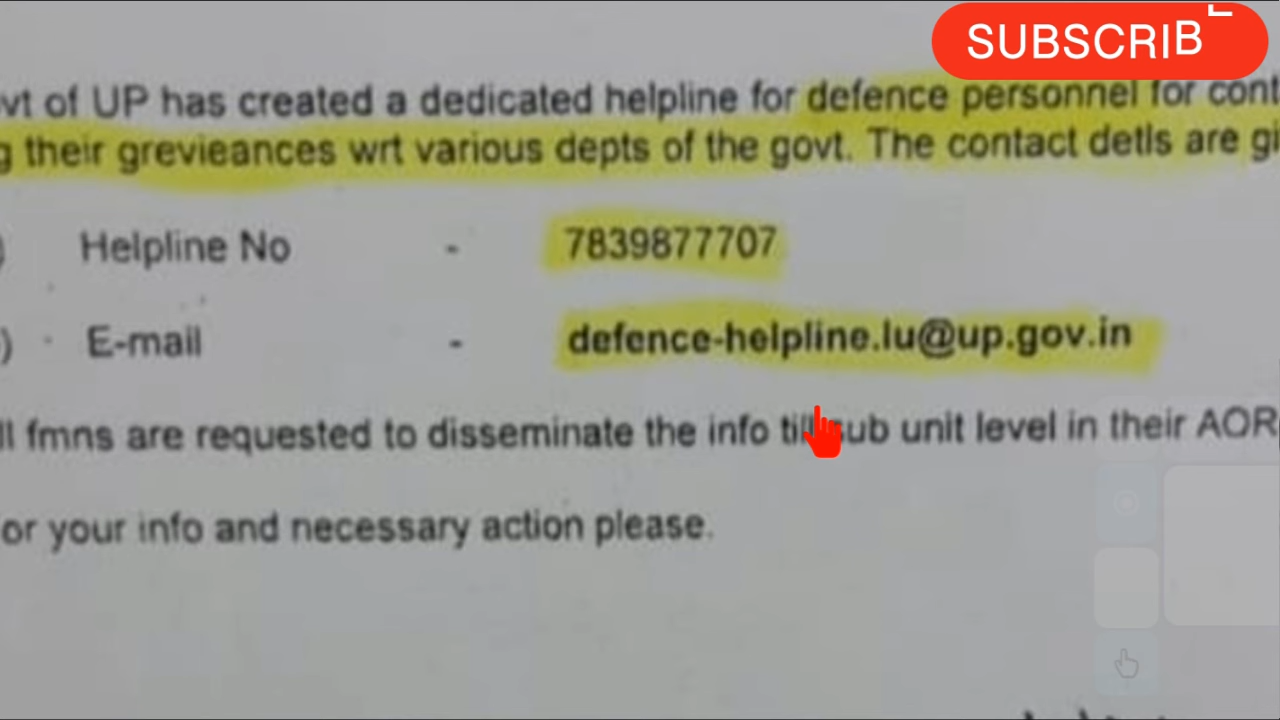 SUBSCRIBE
vt of UP has created a dedicated helpline for defence personnel for cont
g their grevieances wrt various depts of the govt. The contact detls are gi
) Helpline No - 7839877707
) E-mail - defence-helpline.lu@up.gov.in
ll fmns are requested to disseminate the info till sub unit level in their AOR
or your info and necessary action please.